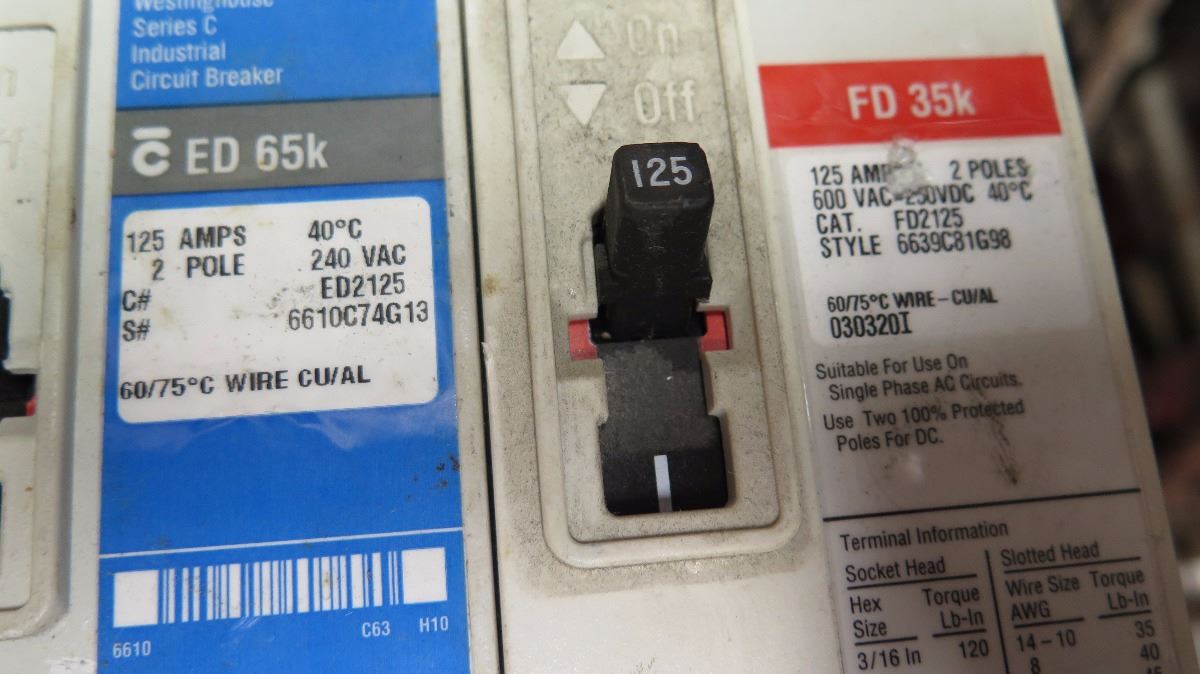 Westinghouse
Series C
Industrial
Circuit Breaker
C ED 65k
125 AMPS 40°C
2 POLE 240 VAC
C# ED2125
S# 6610C74G13
60/75°C WIRE CU/AL
6610 C63 H10
On
Off
125
FD 35k
125 AMPS 2 POLES
600 VAC=250VDC 40°C
CAT. FD2125
STYLE 6639C81G98
60/75°C WIRE-CU/AL
030320I
Suitable For Use On
Single Phase AC Circuits.
Use Two 100% Protected
Poles For DC.
Terminal Information
Socket Head
Hex Size
Torque Lb-In
3/16 In 120
Slotted Head
Wire Size AWG
Torque Lb-In
14-10 35
8 40